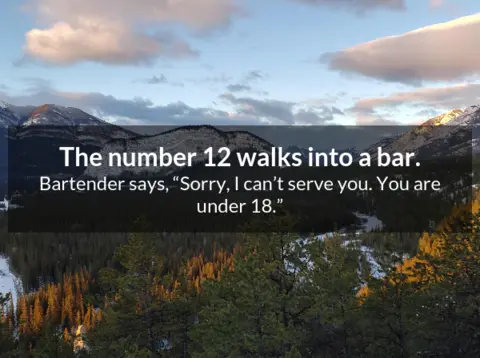 The number 12 walks into a bar.
Bartender says, “Sorry, I can’t serve you. You are
under 18.”